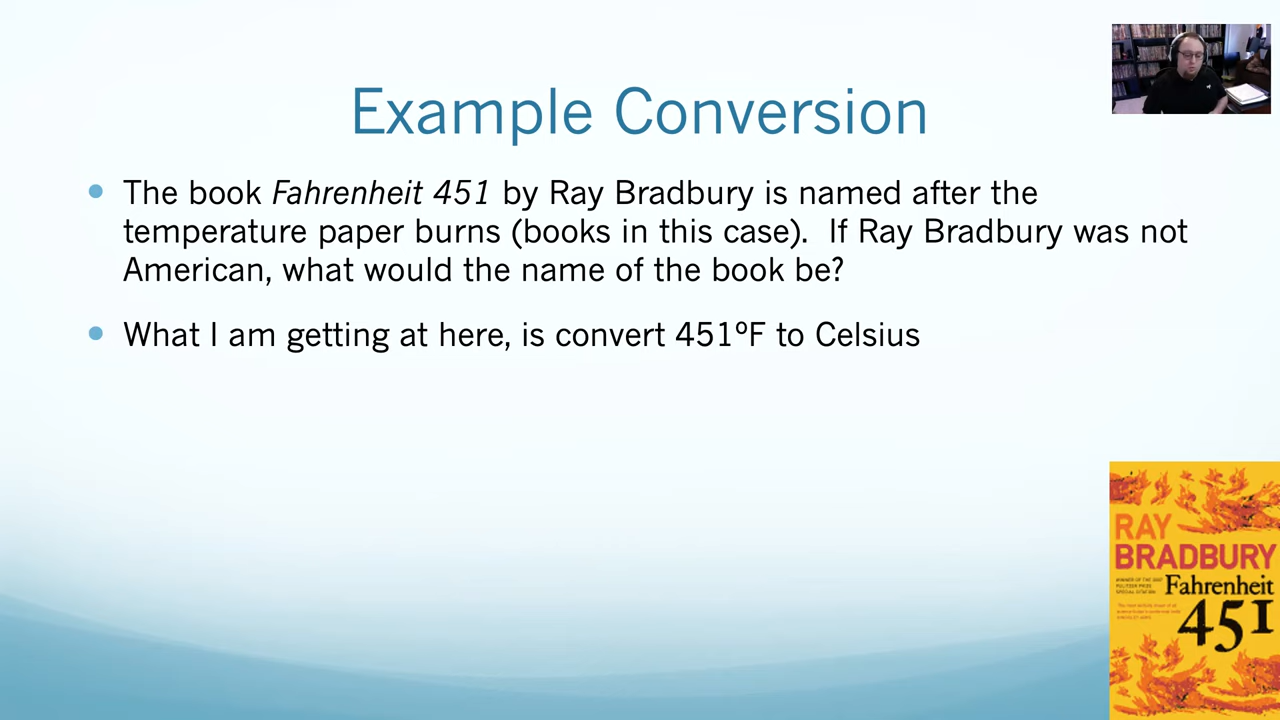 Example Conversion
The book Fahrenheit 451 by Ray Bradbury is named after the
temperature paper burns (books in this case).  If Ray Bradbury was not
American, what would the name of the book be?
What I am getting at here, is convert 451ºF to Celsius
RAY
BRADBURY
Fahrenheit
451